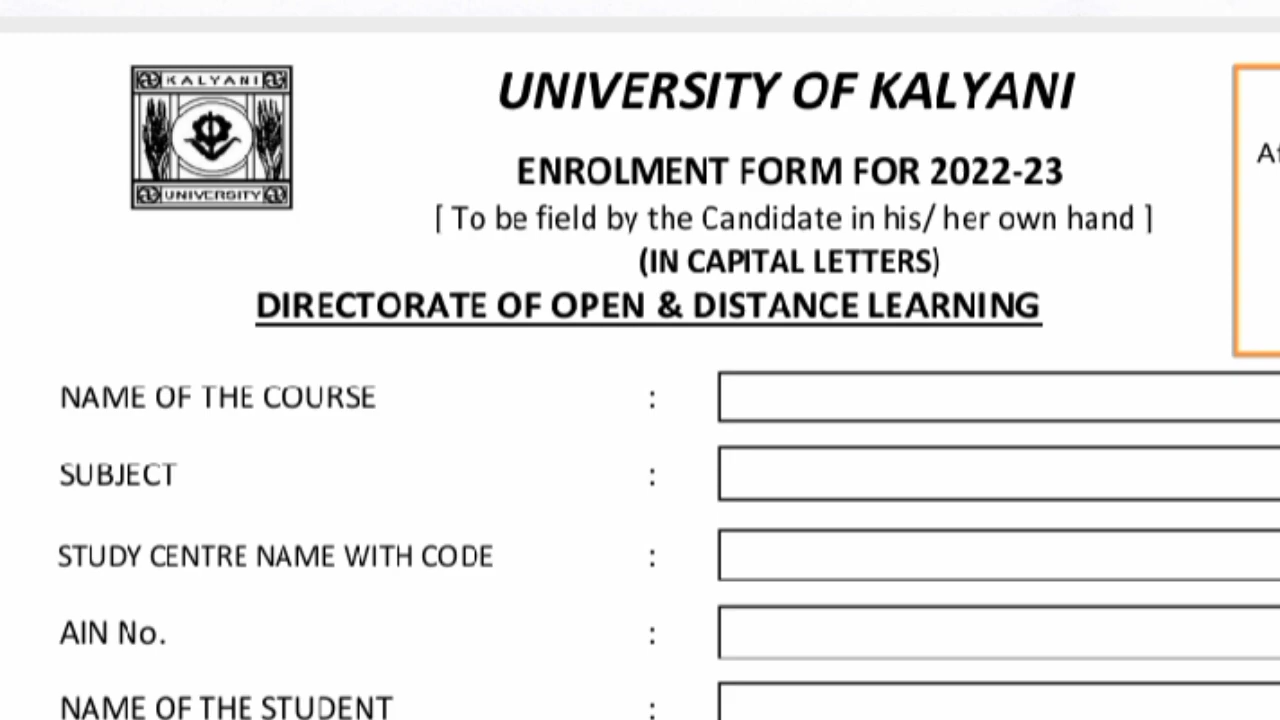 KALYANI
UNIVERSITY
UNIVERSITY OF KALYANI
ENROLMENT FORM FOR 2022-23
[ To be field by the Candidate in his/ her own hand ]
(IN CAPITAL LETTERS)
DIRECTORATE OF OPEN & DISTANCE LEARNING
NAME OF THE COURSE :
SUBJECT :
STUDY CENTRE NAME WITH CODE :
AIN No. :
NAME OF THE STUDENT :